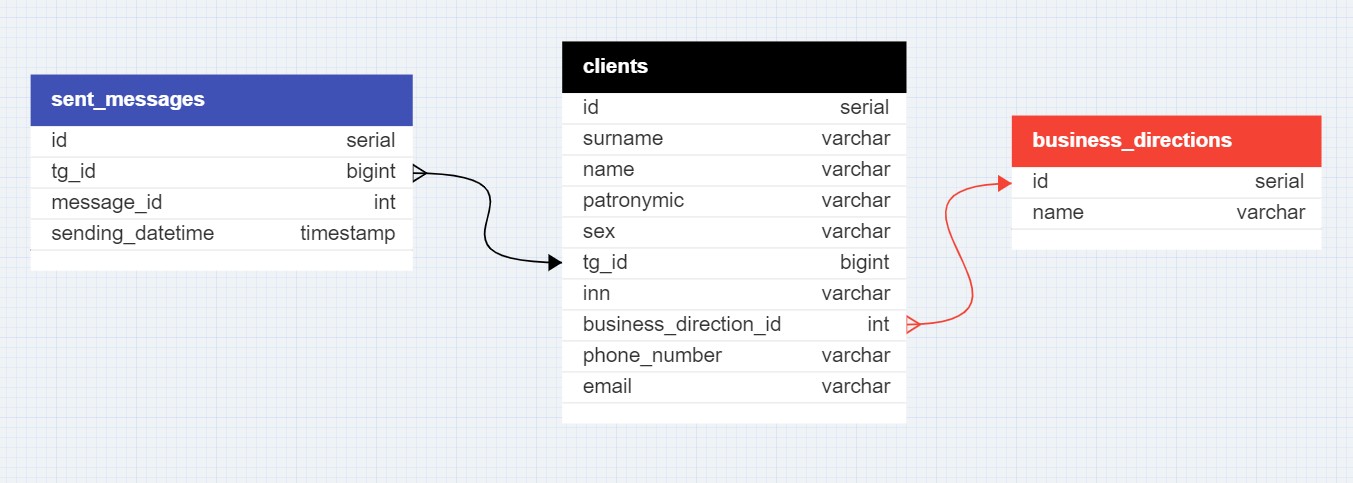 sent_messages
id serial
tg_id bigint
message_id int
sending_datetime timestamp
clients
id serial
surname varchar
name varchar
patronymic varchar
sex varchar
tg_id bigint
inn varchar
business_direction_id int
phone_number varchar
email varchar
business_directions
id serial
name varchar